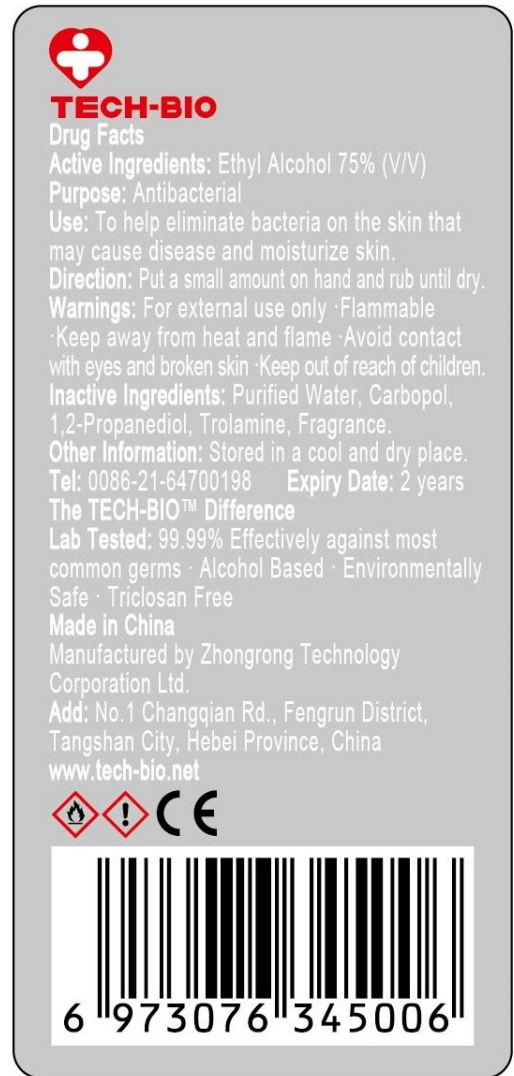 TECH-BIO
Drug Facts
Active Ingredients: Ethyl Alcohol 75% (V/V)
Purpose: Antibacterial
Use: To help eliminate bacteria on the skin that
may cause disease and moisturize skin.
Direction: Put a small amount on hand and rub until dry.
Warnings: For external use only ·Flammable
·Keep away from heat and flame ·Avoid contact
with eyes and broken skin ·Keep out of reach of children.
Inactive Ingredients: Purified Water, Carbopol,
1,2-Propanediol, Trolamine, Fragrance.
Other Information: Stored in a cool and dry place.
Tel: 0086-21-64700198 Expiry Date: 2 years
The TECH-BIO™ Difference
Lab Tested: 99.99% Effectively against most
common germs · Alcohol Based · Environmentally
Safe · Triclosan Free
Made in China
Manufactured by Zhongrong Technology
Corporation Ltd.
Add: No.1 Changqian Rd., Fengrun District,
Tangshan City, Hebei Province, China
www.tech-bio.net
CE
6 973076 345006